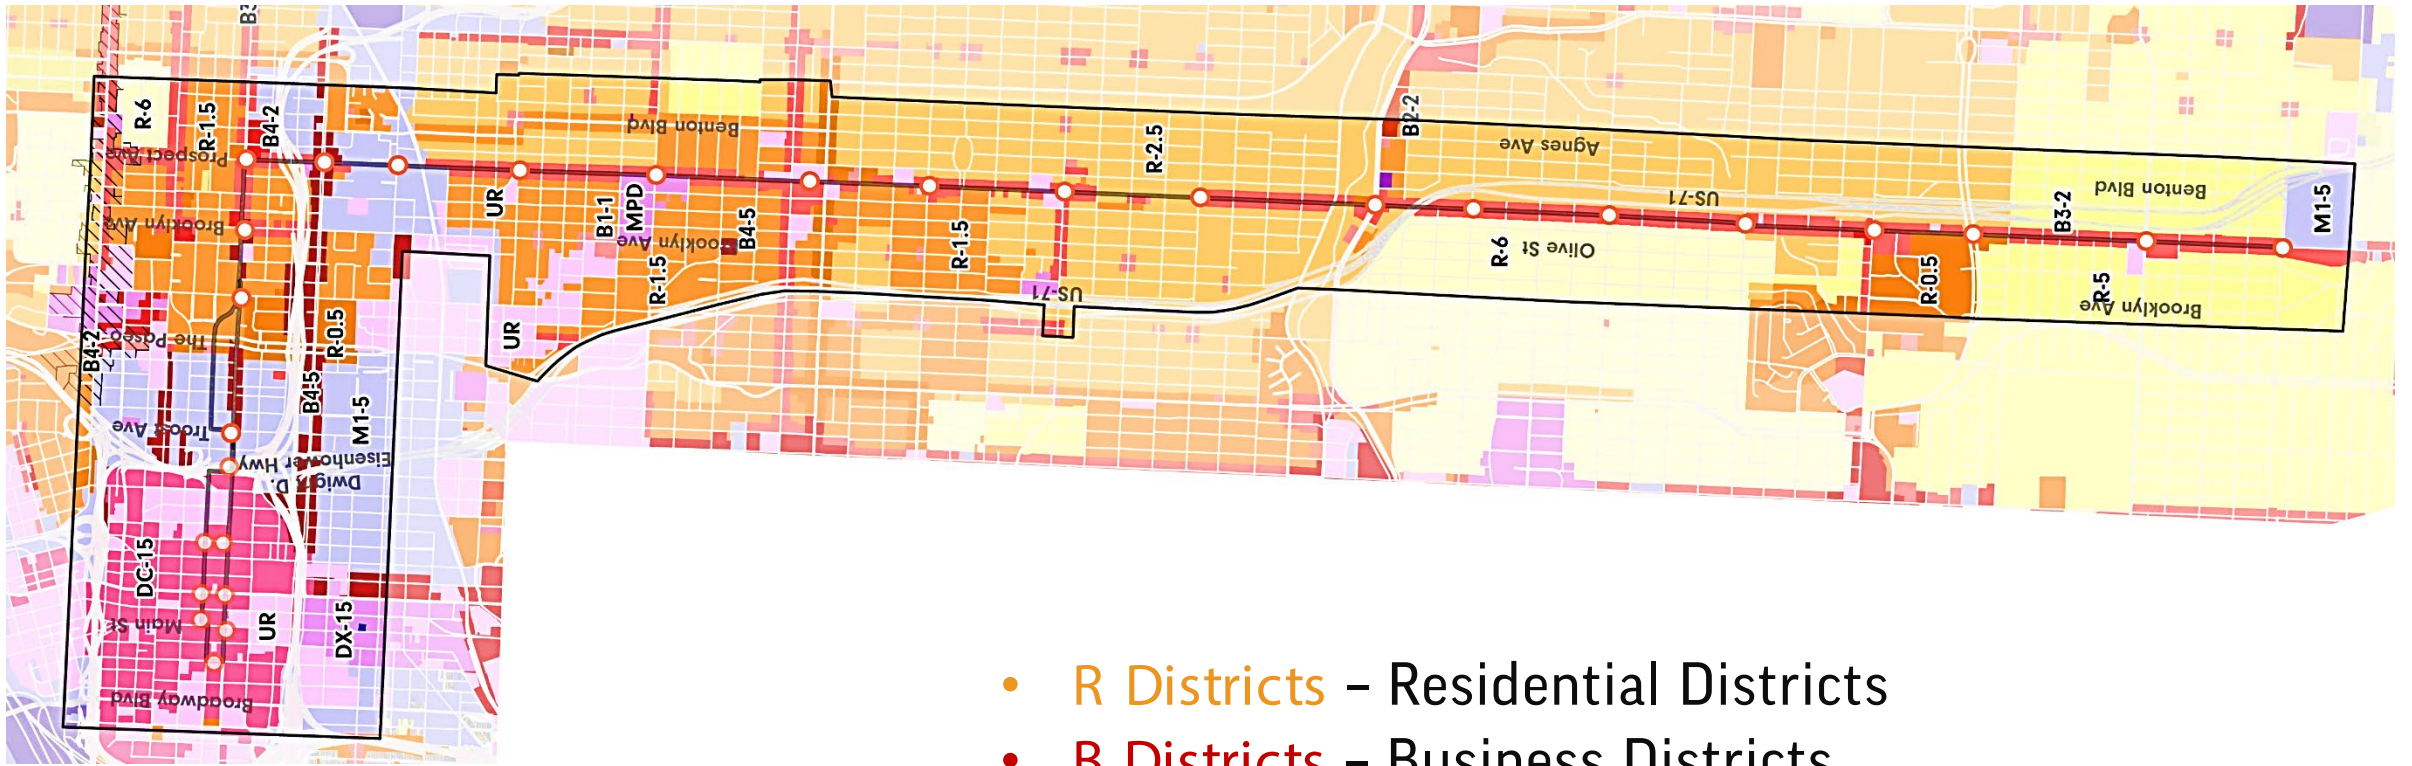 B3
R-6
R-1.5
B4-2
Prospect Ave
Benton Blvd
R-2.5
B2-2
Agnes Ave
UR
B1-1
MPD
B4-5
Brooklyn Ave
Brooklyn Ave
R-1.5
R-1.5
US-71
US-71
R-6
Olive St
B3-2
Benton Blvd
M1-5
R-0.5
R-5
Brooklyn Ave
B4-2
The Paseo
R-0.5
UR
B4-5
M1-5
Troost Ave
Dwight D.
Eisenhower Hwy
DC-15
Main St
UR
DX-15
Broadway Blvd
• R Districts – Residential Districts
• B Districts – Business Districts